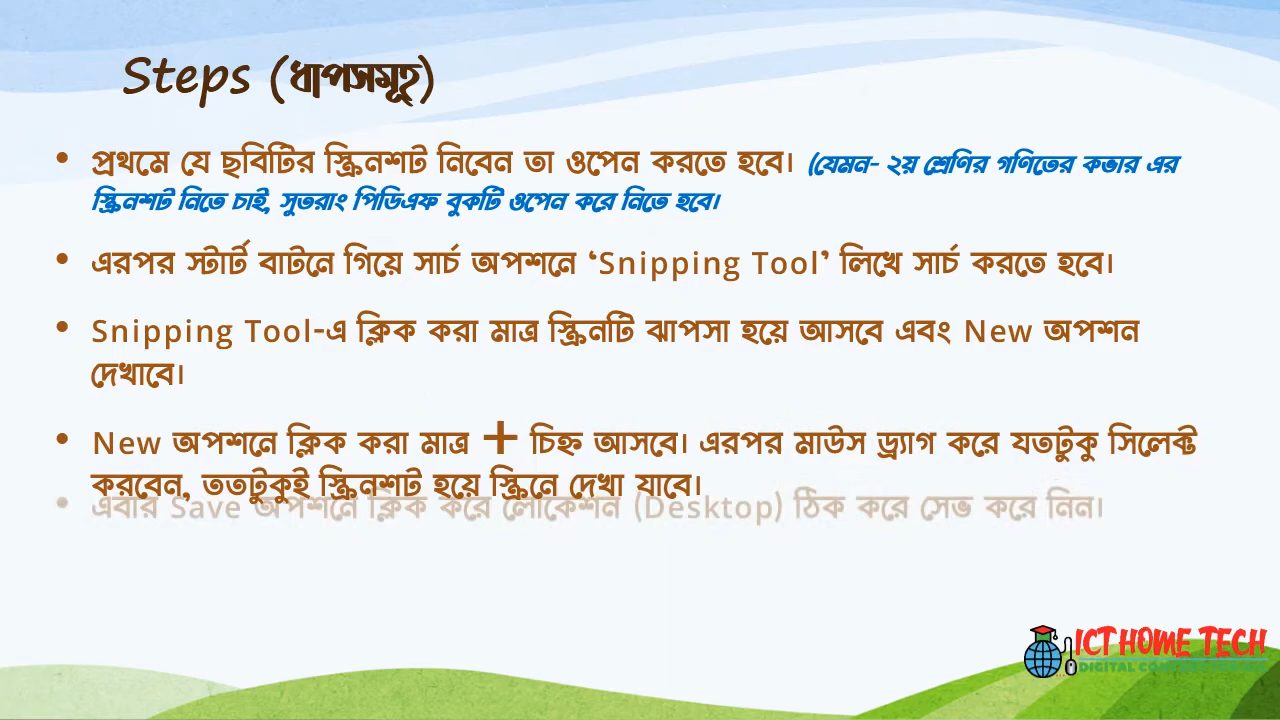 Steps (ধাপসমূহ)
• প্রথমে যে ছবিটির স্ক্রিনশট নিবেন তা ওপেন করতে হবে। (যেমন- ২য় শ্রেণির গণিতের কভার এর
স্ক্রিনশট নিতে চাই, সুতরাং পিডিএফ বুকটি ওপেন করে নিতে হবে।
• এরপর স্টার্ট বাটনে গিয়ে সার্চ অপশনে ‘Snipping Tool’ লিখে সার্চ করতে হবে।
• Snipping Tool-এ ক্লিক করা মাত্র স্ক্রিনটি ঝাপসা হয়ে আসবে এবং New অপশন
দেখাবে।
• New অপশনে ক্লিক করা মাত্র + চিহ্ন আসবে। এরপর মাউস ড্র্যাগ করে যতটুকু সিলেক্ট
করবেন, ততটুকুই স্ক্রিনশট হয়ে স্ক্রিনে দেখা যাবে।
• এবার Save অপশনে ক্লিক করে লোকেশন (Desktop) ঠিক করে সেভ করে নিন।
ICT HOME TECH
DIGITAL CONTENT